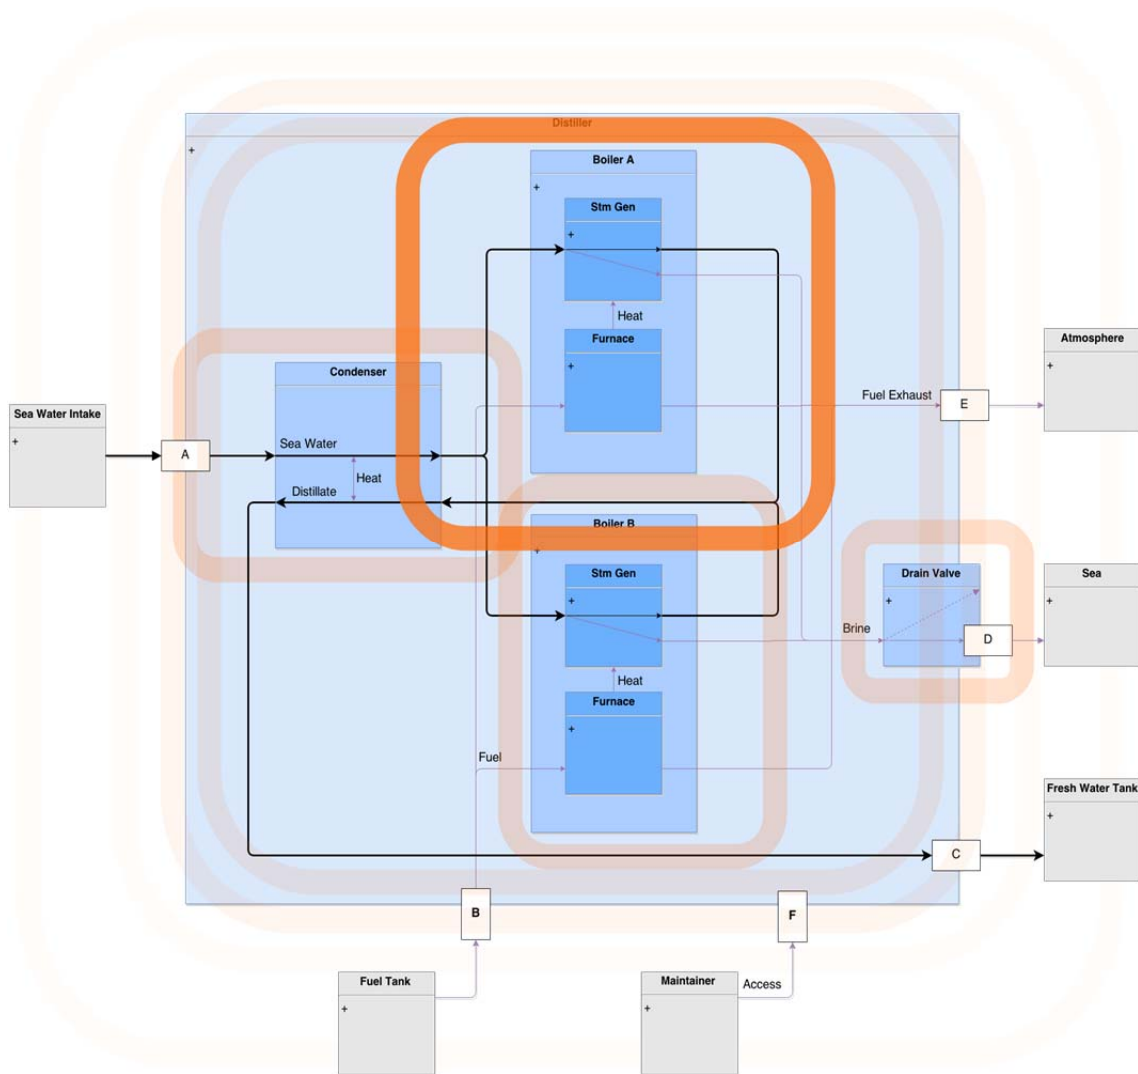 Distiller
+
Boiler A
+
Stm Gen
+
Heat
Furnace
+
Condenser
Sea Water
Heat
Distillate
Sea Water Intake
+
A
Fuel Exhaust
E
Atmosphere
+
Boiler B
+
Stm Gen
+
Heat
Furnace
+
Fuel
Brine
Drain Valve
+
D
Sea
+
Fresh Water Tank
+
C
B
F
Fuel Tank
+
Maintainer
+
Access